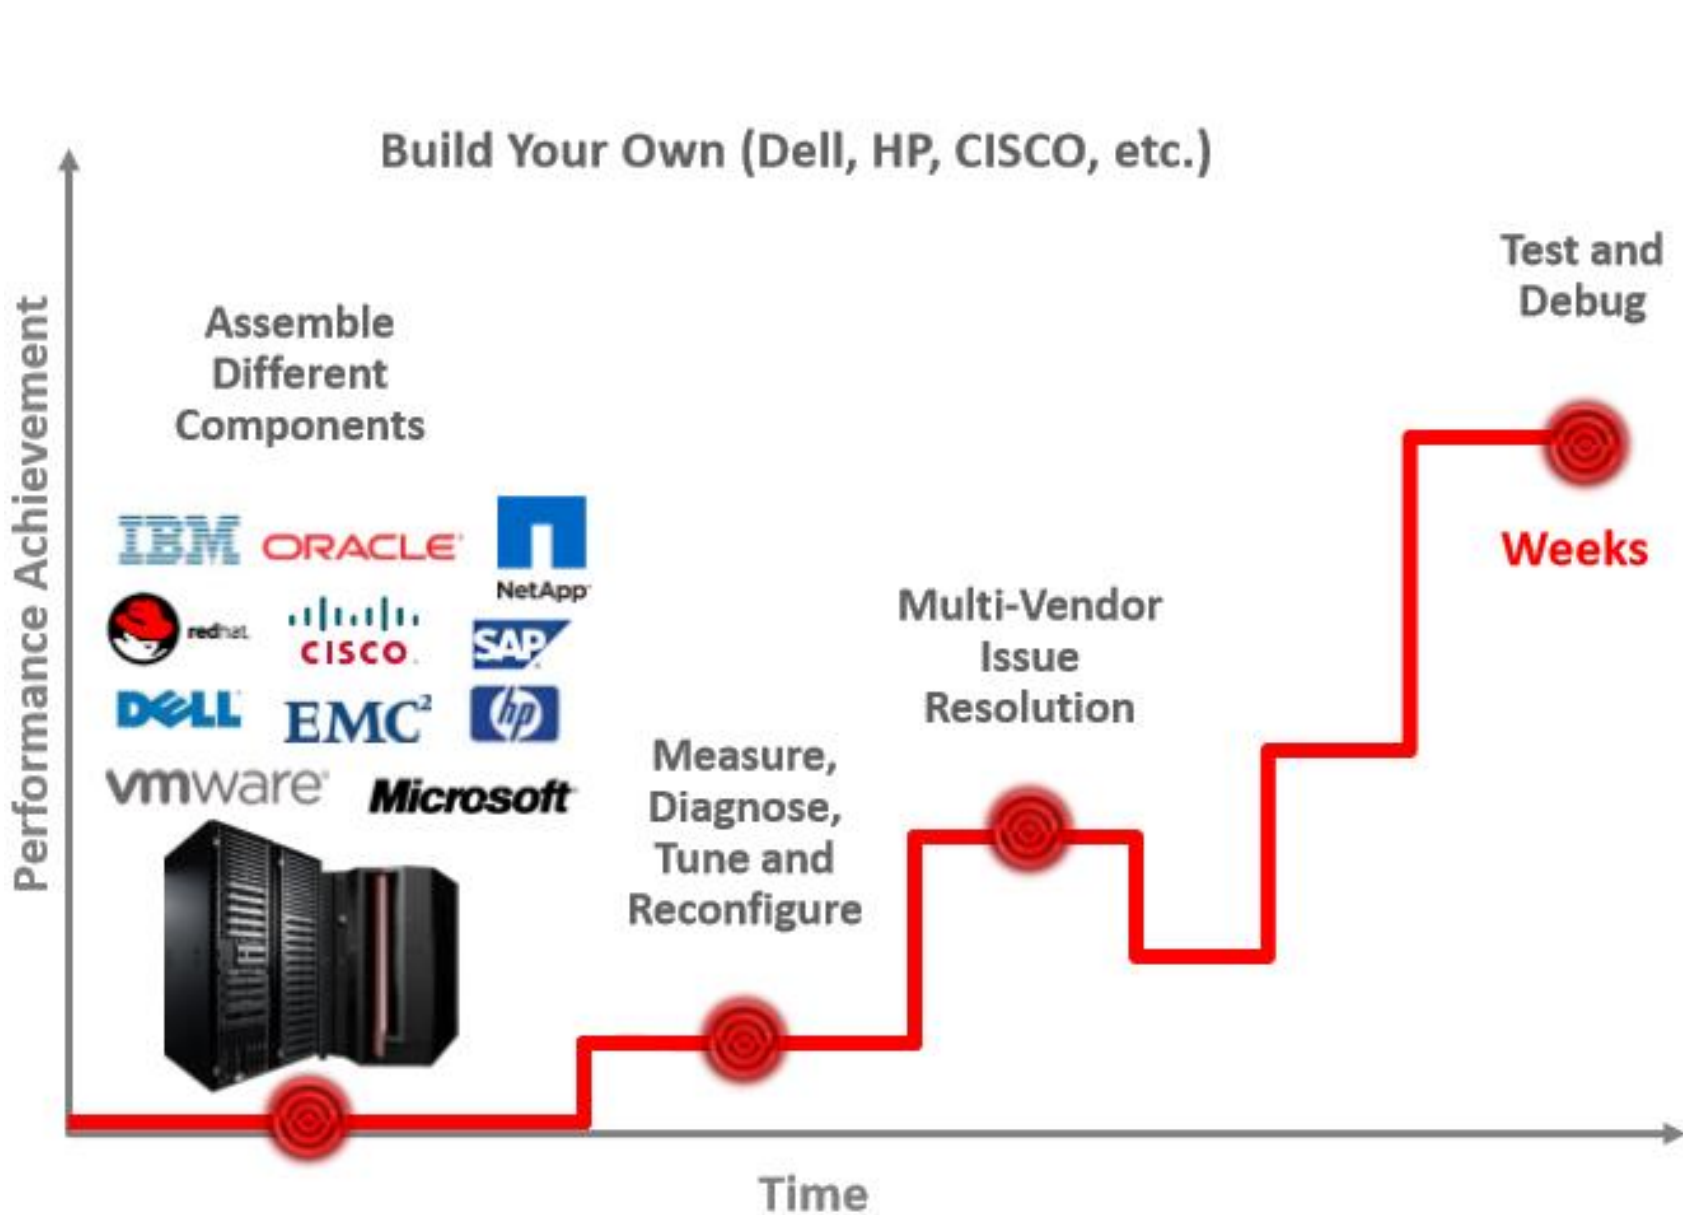 Build Your Own (Dell, HP, CISCO, etc.)
Performance Achievement
Assemble
Different
Components
IBM
ORACLE
NetApp
redhat
CISCO
SAP
DELL
EMC²
hp
vmware
Microsoft
Measure,
Diagnose,
Tune and
Reconfigure
Multi-Vendor
Issue
Resolution
Test and
Debug
Weeks
Time